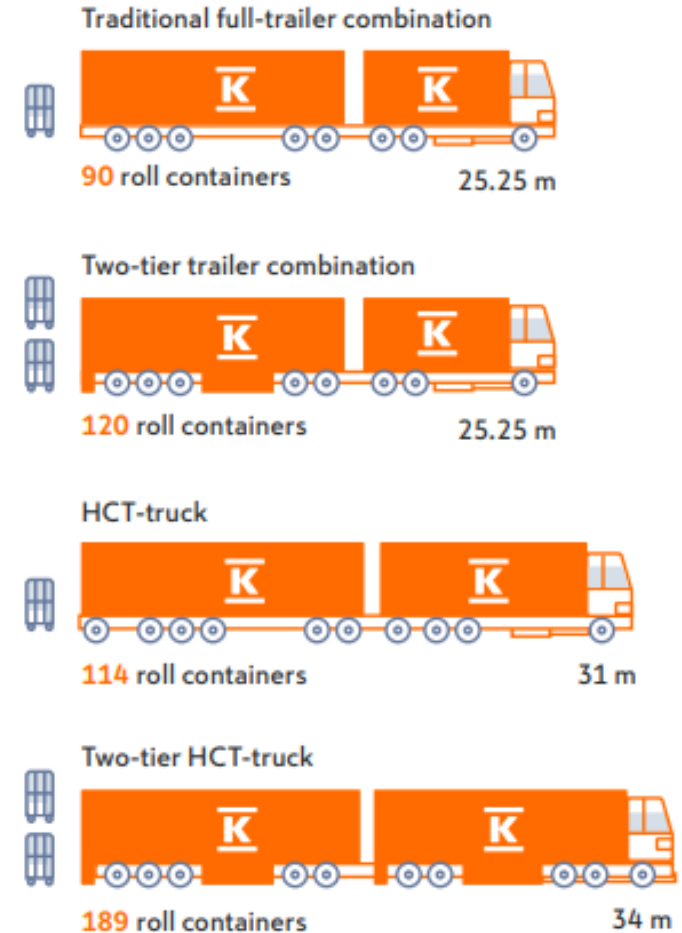 Traditional full-trailer combination
K K
90 roll containers 25.25 m
Two-tier trailer combination
K K
120 roll containers 25.25 m
HCT-truck
K K
114 roll containers 31 m
Two-tier HCT-truck
K K
189 roll containers 34 m